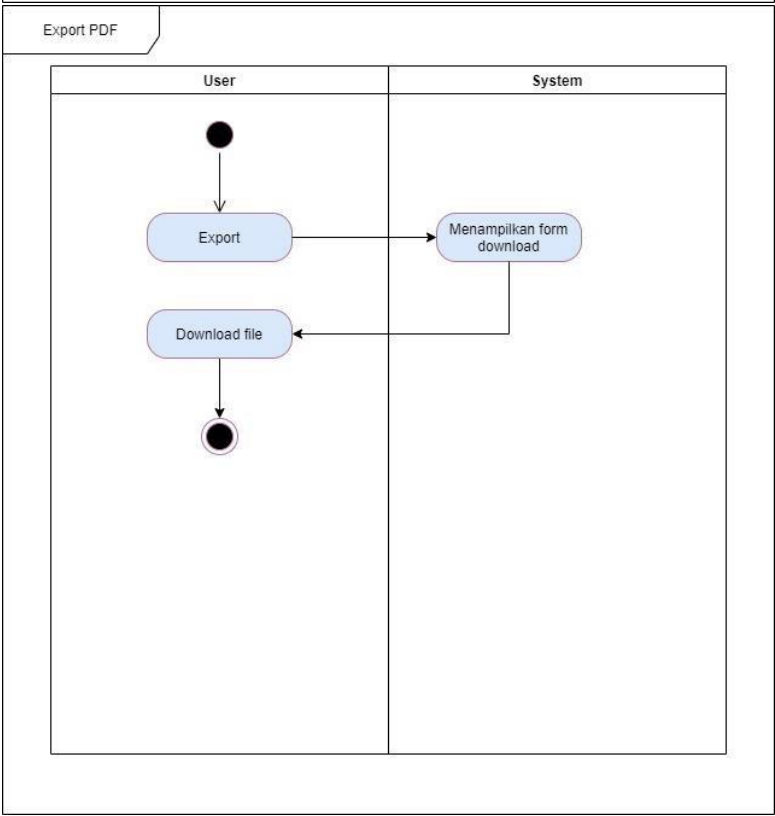 Export PDF
User
System
Export
Menampilkan form
download
Download file